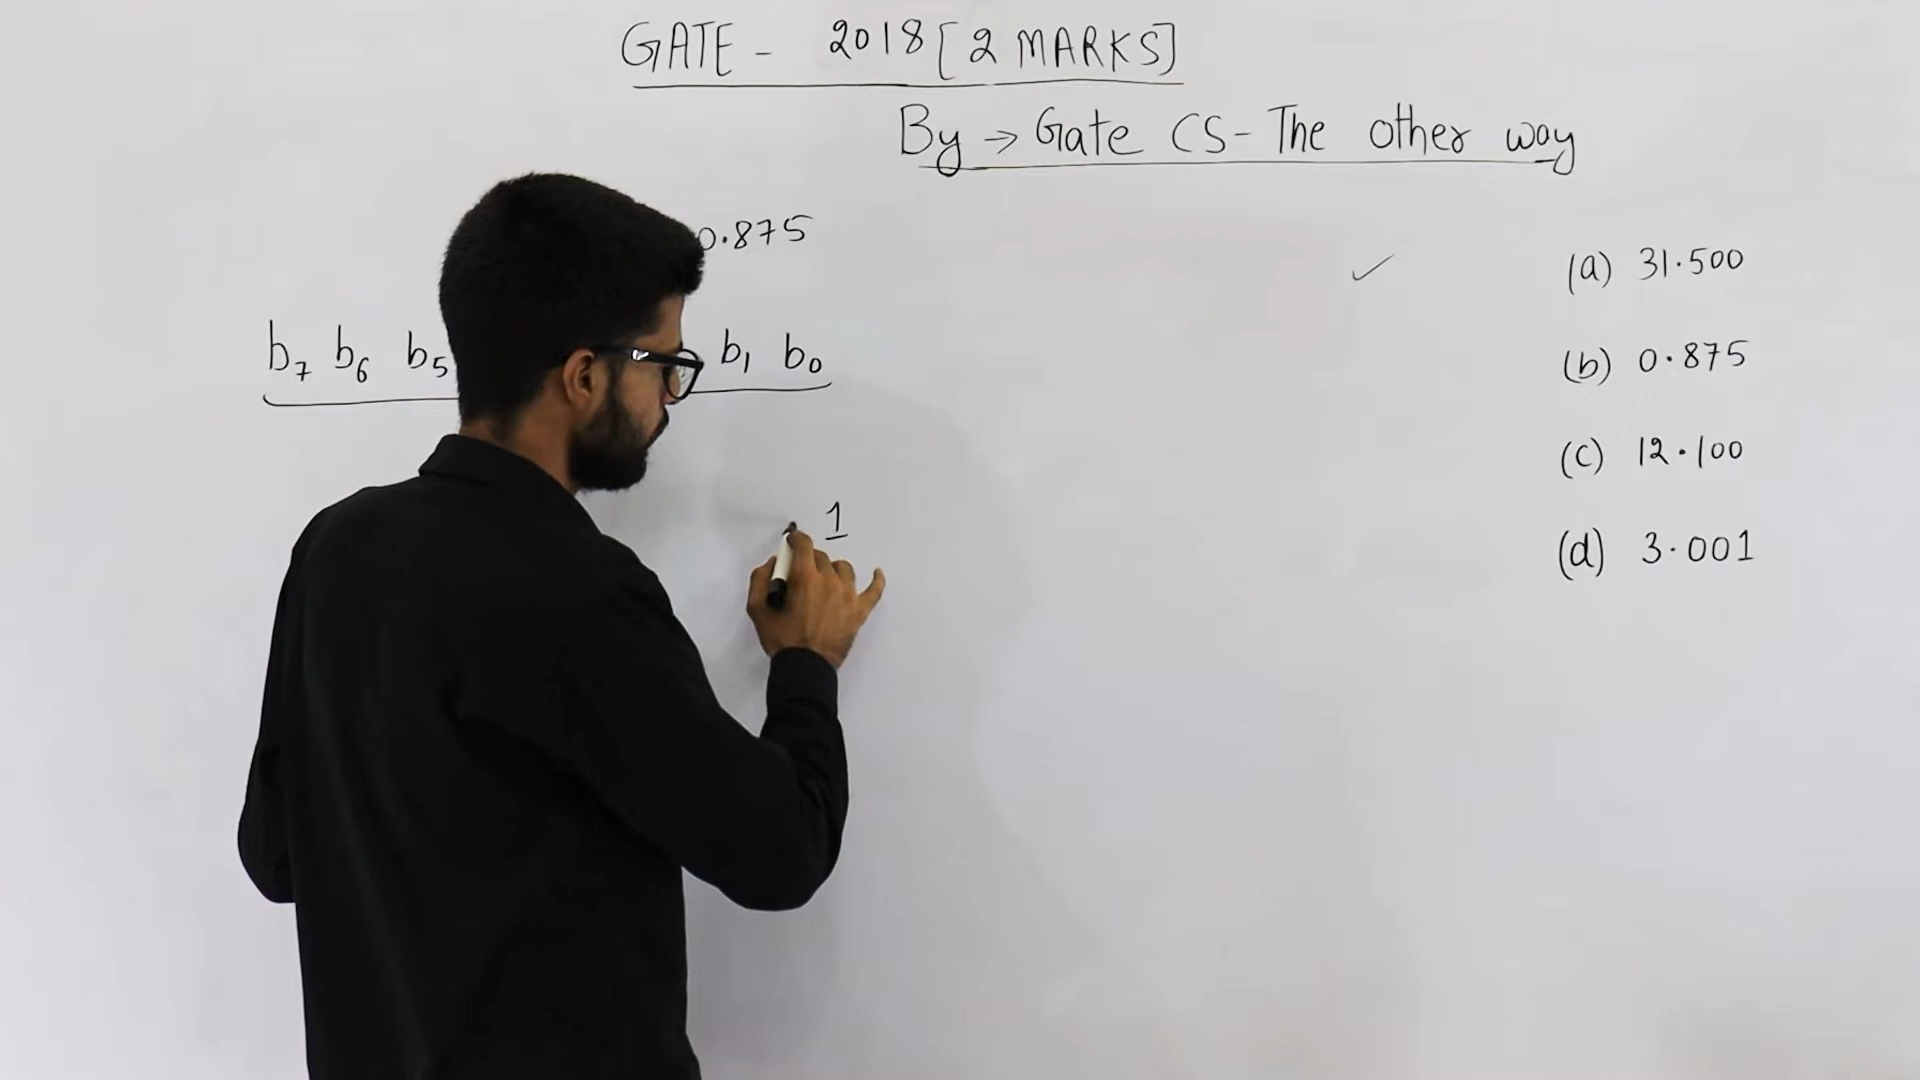 GATE - 2018 [2 MARKS]
By → Gate CS - The other way
0.875
b7 b6 b5 b1 b0
1
✓
(a) 31.500
(b) 0.875
(c) 12.100
(d) 3.001